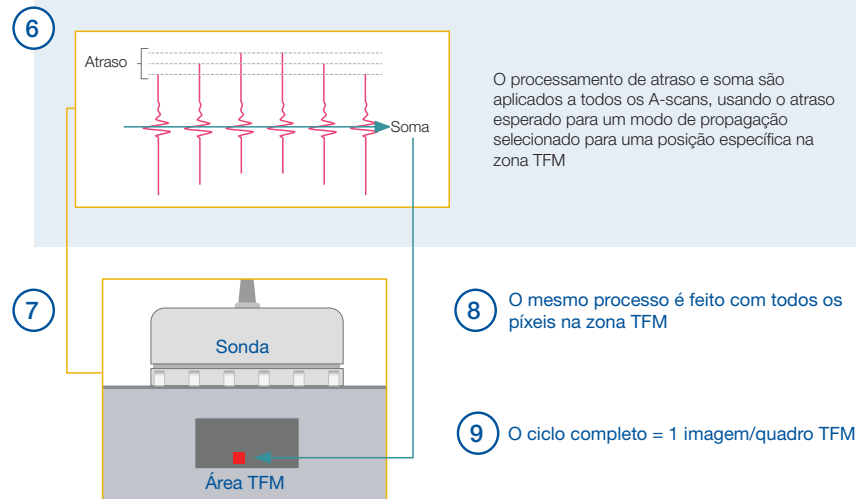 6
Atraso
Soma
O processamento de atraso e soma são
aplicados a todos os A-scans, usando o atraso
esperado para um modo de propagação
selecionado para uma posição específica na
zona TFM
7
Sonda
Área TFM
8
O mesmo processo é feito com todos os
píxeis na zona TFM
9
O ciclo completo = 1 imagem/quadro TFM